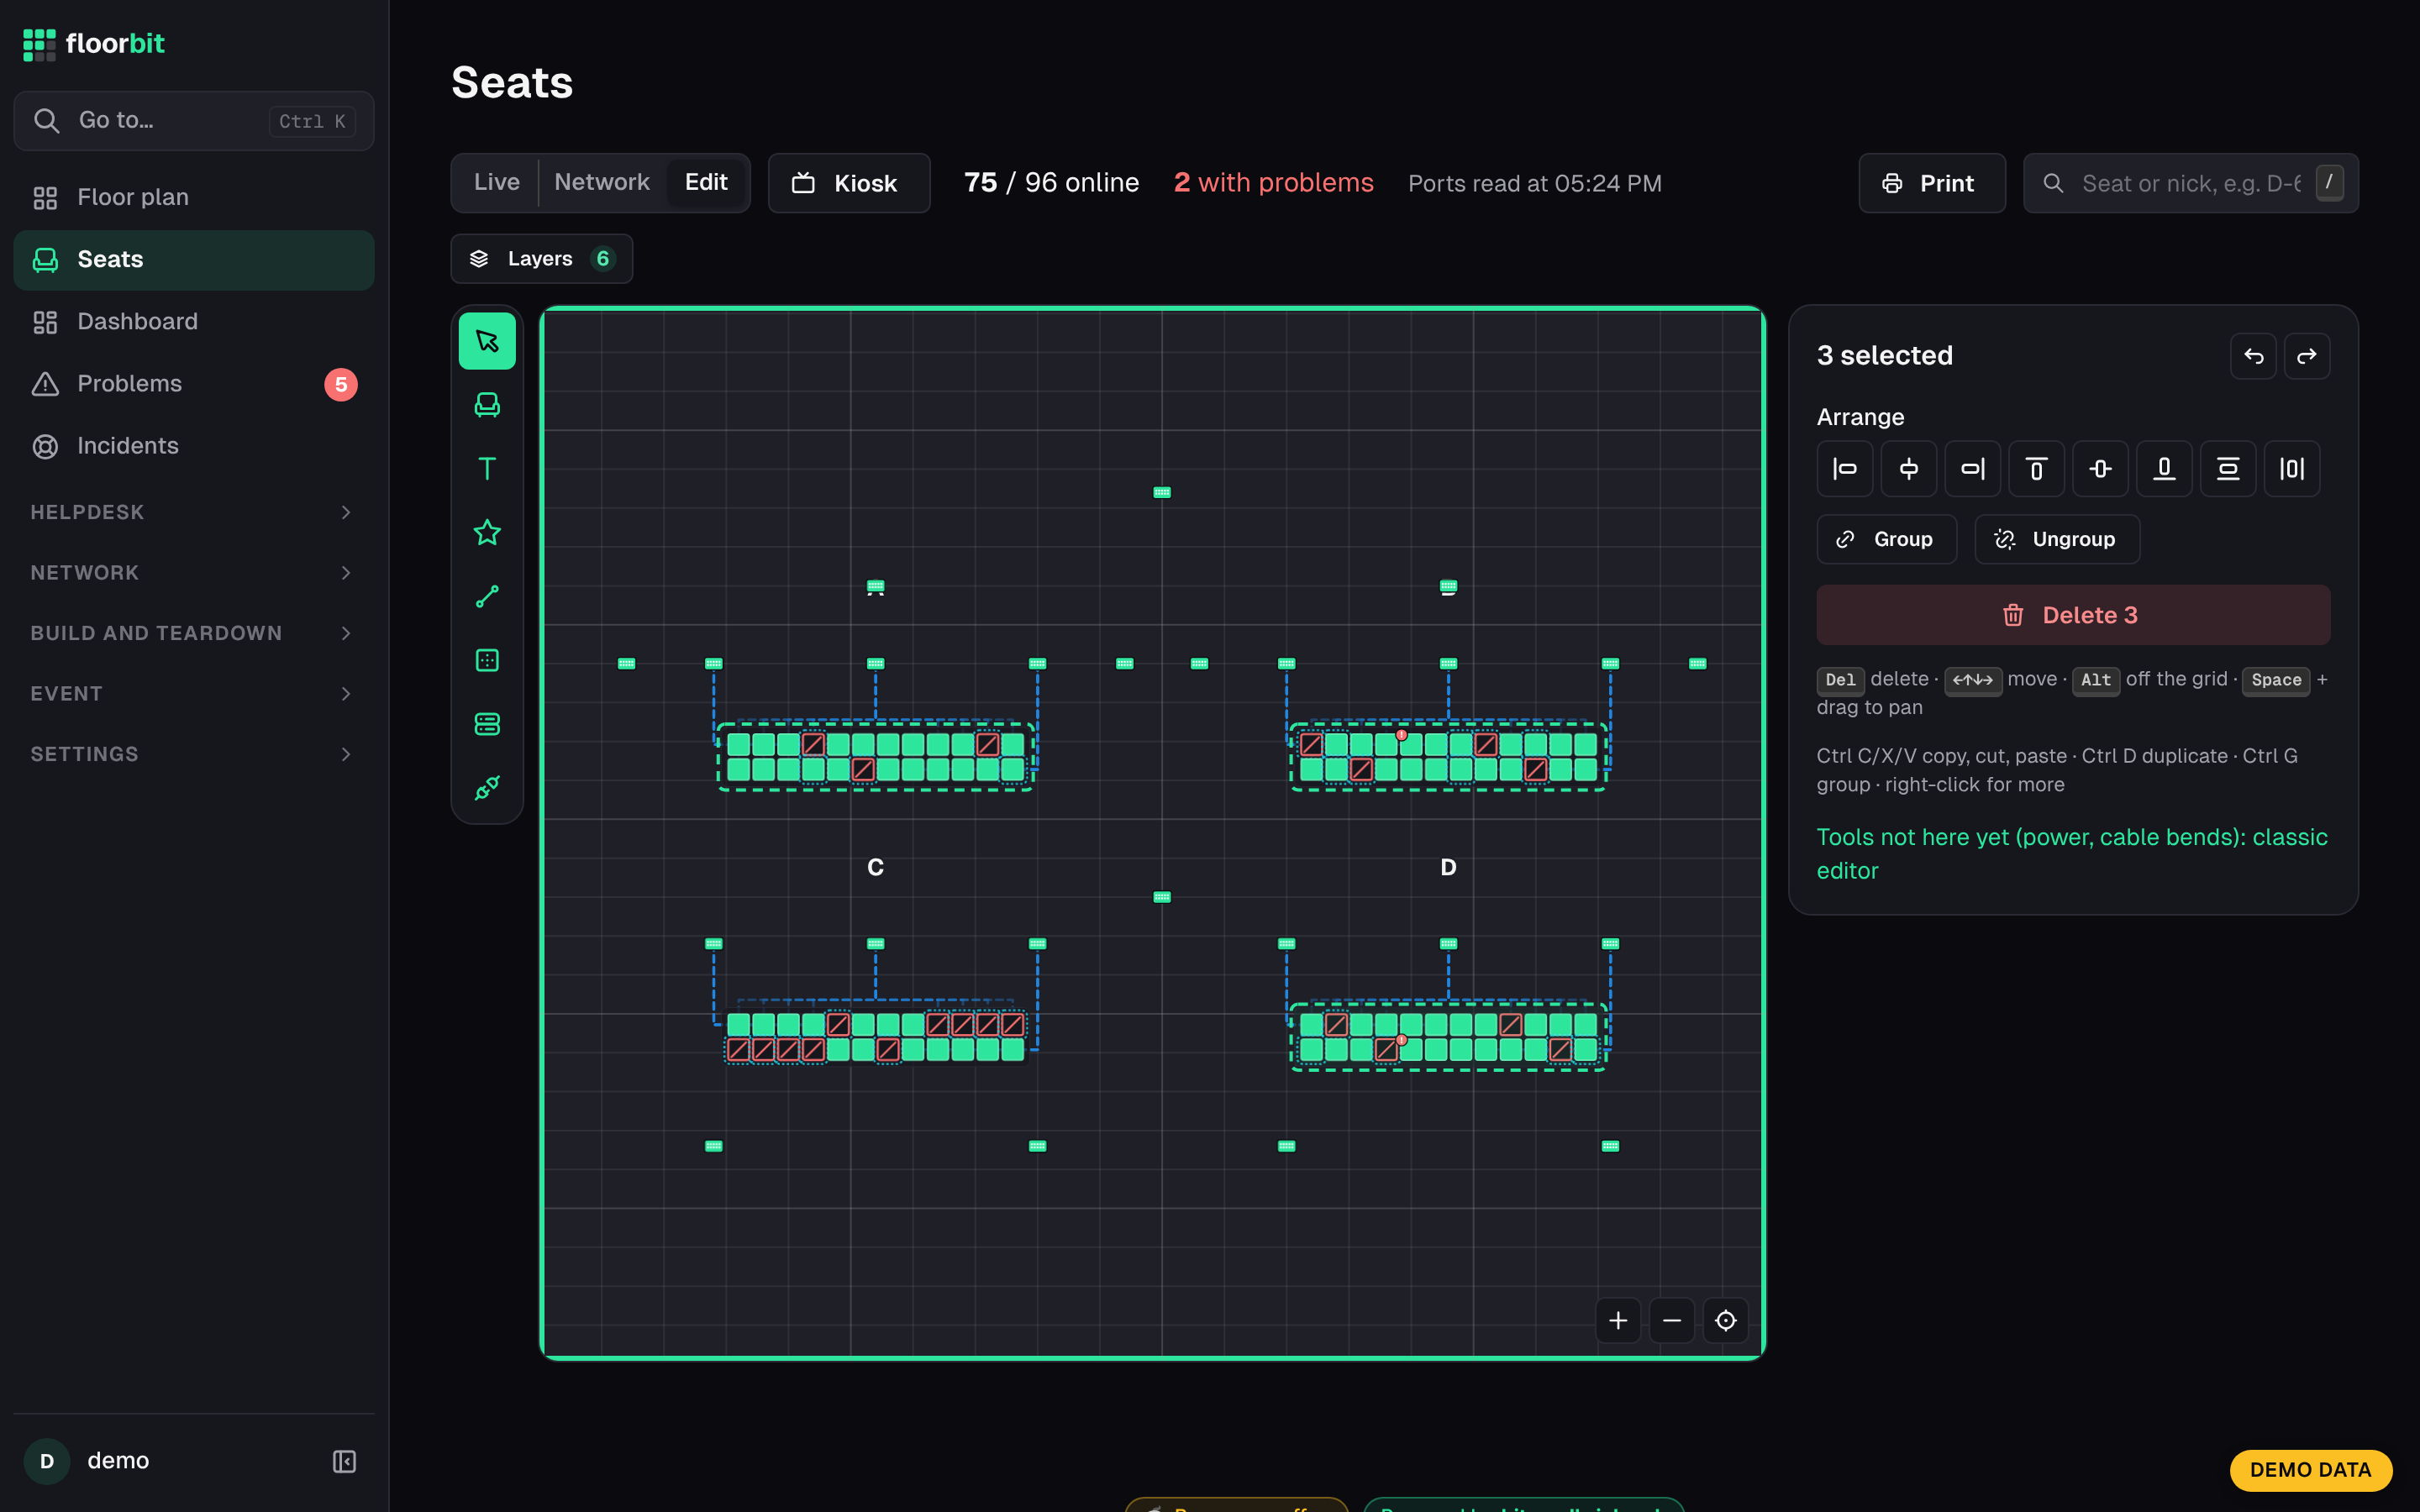 floorbit
Go to...
Ctrl K
Floor plan
Seats
Dashboard
Problems
5
Incidents
HELPDESK
NETWORK
BUILD AND TEARDOWN
EVENT
SETTINGS
D
demo
Seats
Live
Network
Edit
Kiosk
75 / 96 online
2 with problems
Ports read at 05:24 PM
Print
Seat or nick, e.g. D-6
/
Layers
6
C
D
3 selected
Arrange
Group
Ungroup
Delete 3
Del delete · ←↑↓→ move · Alt off the grid · Space +
drag to pan
Ctrl C/X/V copy, cut, paste · Ctrl D duplicate · Ctrl G
group · right-click for more
Tools not here yet (power, cable bends): classic
editor
DEMO DATA